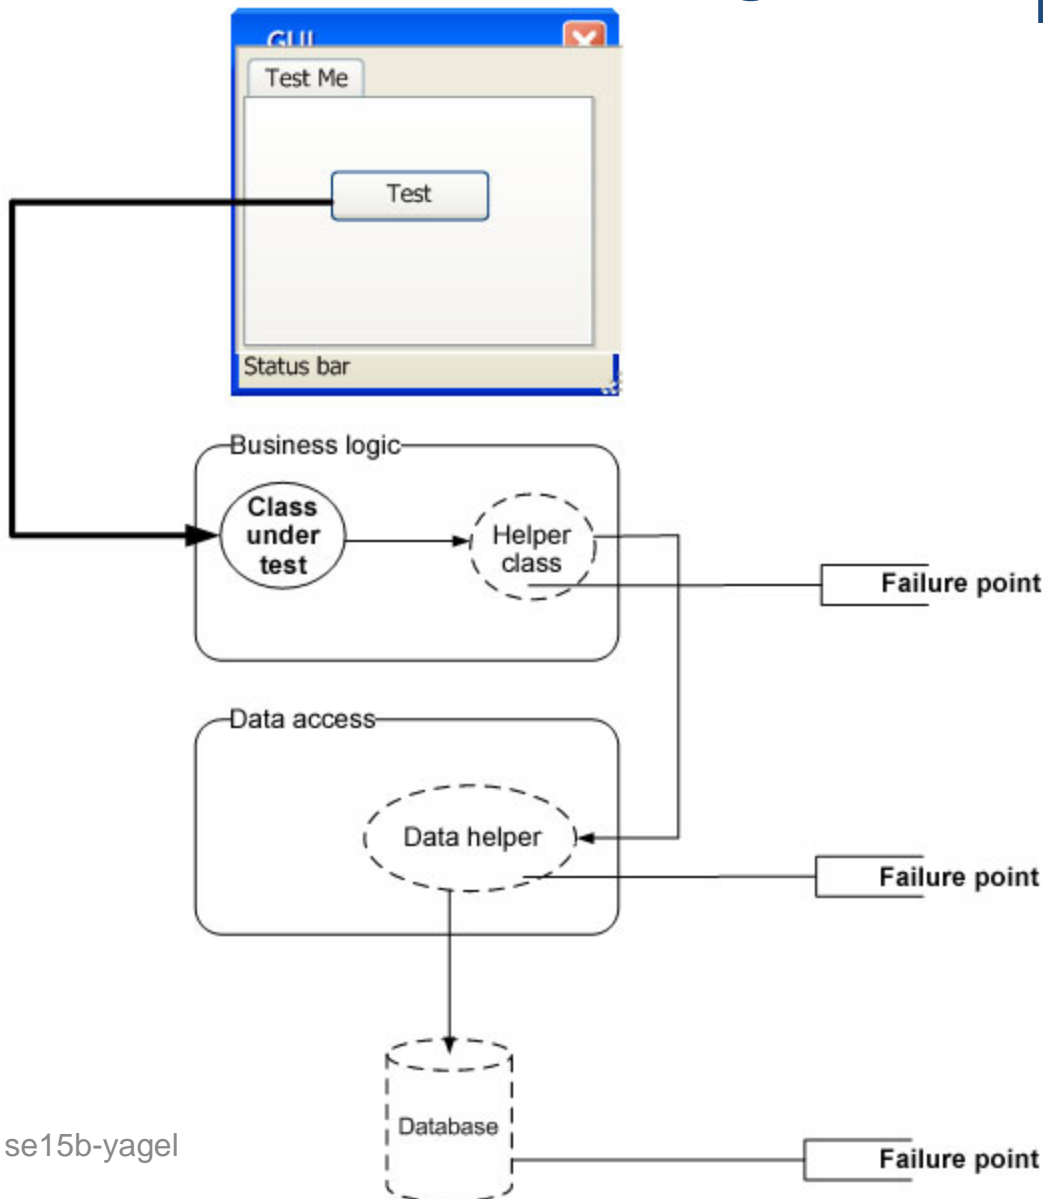 GUI
Test Me
Test
Status bar
Business logic
Class
under
test
Helper
class
Failure point
Data access
Data helper
Failure point
Database
se15b-yagel
Failure point